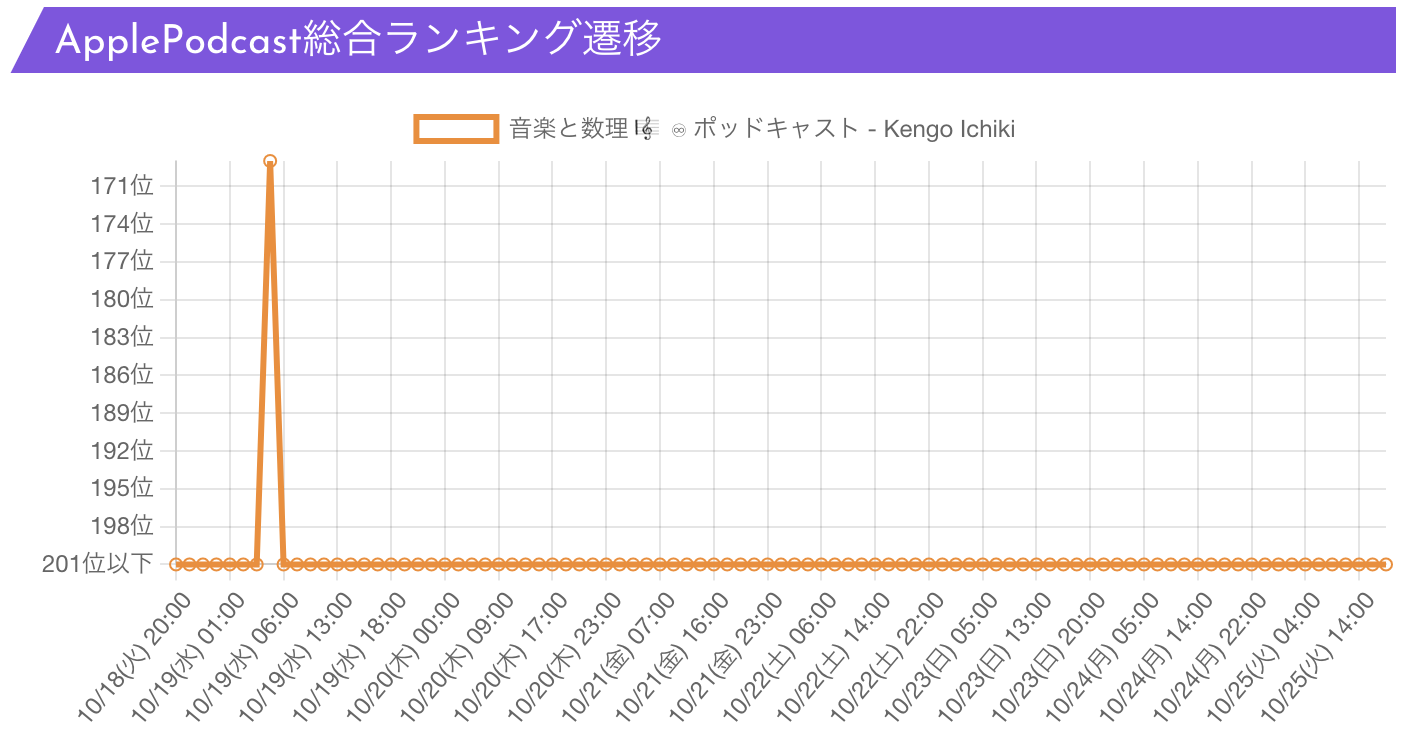 ApplePodcast総合ランキング遷移
音楽と数理🎼 ♾ ポッドキャスト - Kengo Ichiki
171位
174位
177位
180位
183位
186位
189位
192位
195位
198位
201位以下
10/18(火) 20:00
10/19(水) 01:00
10/19(水) 06:00
10/19(水) 13:00
10/19(水) 18:00
10/20(木) 00:00
10/20(木) 09:00
10/20(木) 17:00
10/20(木) 23:00
10/21(金) 07:00
10/21(金) 16:00
10/21(金) 23:00
10/22(土) 06:00
10/22(土) 14:00
10/22(土) 22:00
10/23(日) 05:00
10/23(日) 13:00
10/23(日) 20:00
10/24(月) 05:00
10/24(月) 14:00
10/24(月) 22:00
10/25(火) 04:00
10/25(火) 14:00